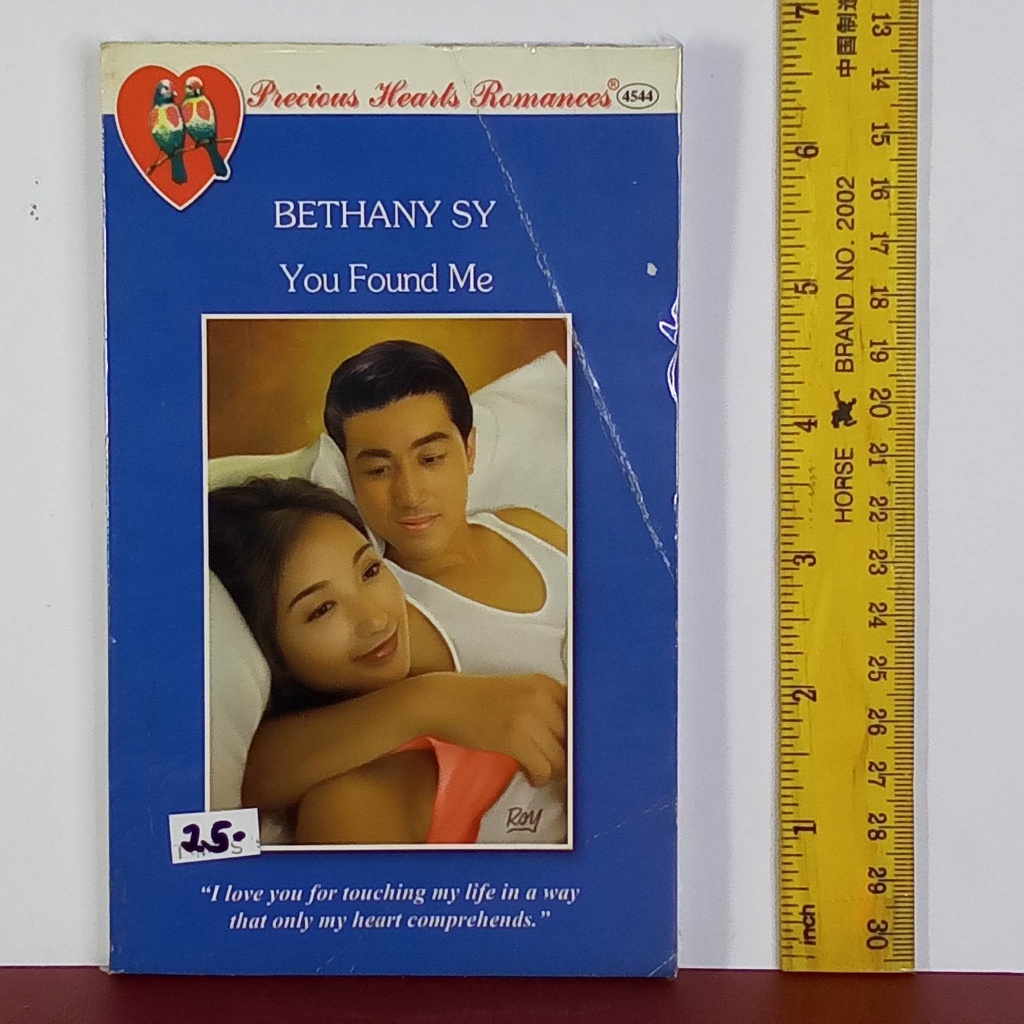 Precious Hearts Romances® 4544
BETHANY SY
You Found Me
Roy
25-
“I love you for touching my life in a way
that only my heart comprehends.”
7 6 5 4 3 2 1 inch
中国制造
HORSE BRAND NO. 2002
13 14 15 16 17 18 19 20 21 22 23 24 25 26 27 28 29 30